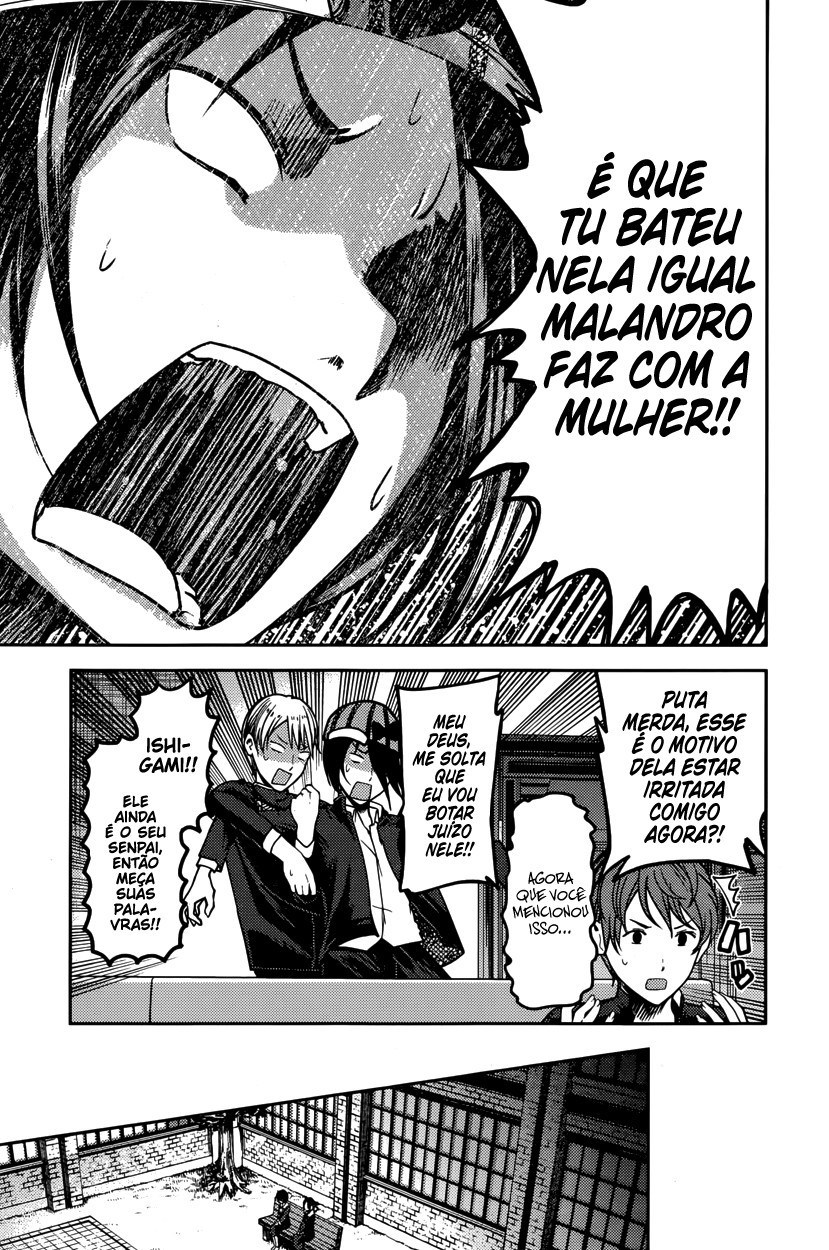 É QUE
TU BATEU
NELA IGUAL
MALANDRO
FAZ COM A
MULHER!!
PUTA
MERDA, ESSE
É O MOTIVO
DELA ESTAR
IRRITADA
COMIGO
AGORA?!
AGORA
QUE VOCÊ
MENCIONOU
ISSO...
MEU
DEUS,
ME SOLTA
QUE
EU VOU
BOTAR
JUÍZO
NELE!!
ISHI-
GAMI!!
ELE
AINDA
É O SEU
SENPAI,
ENTÃO
MEÇA
SUAS
PALA-
VRAS!!